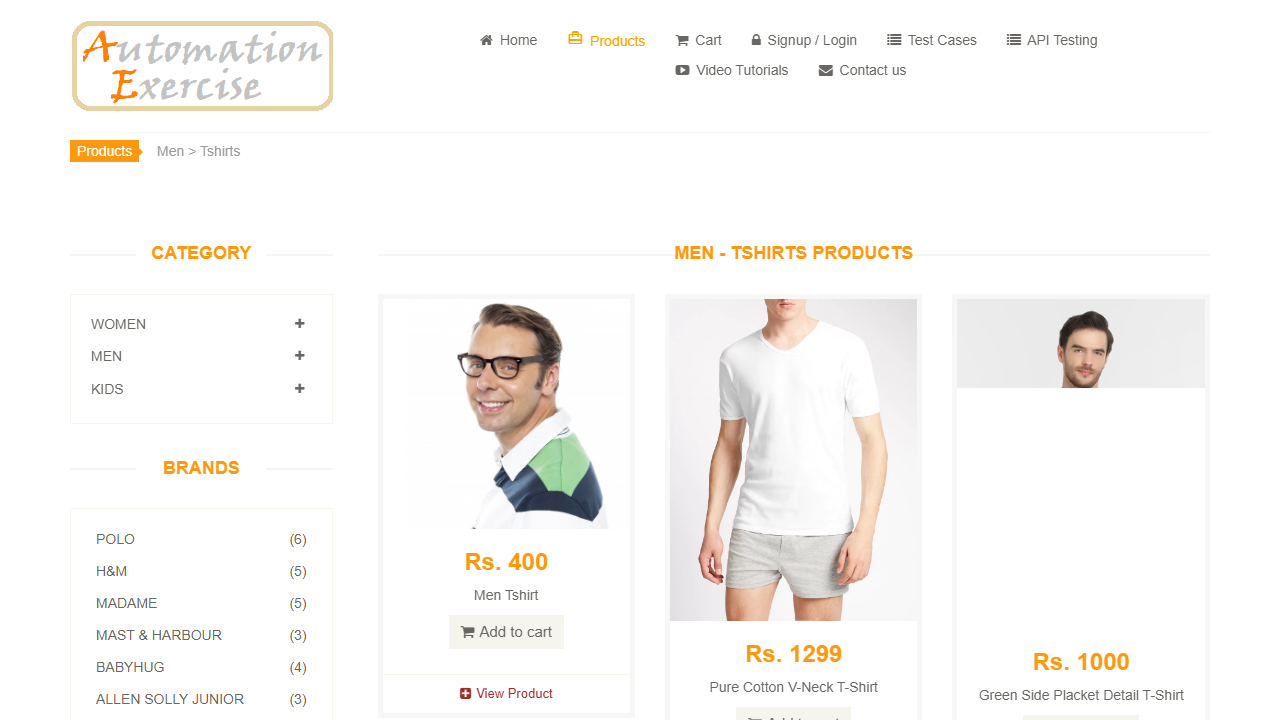 Automation
Exercise
Home
Products
Cart
Signup / Login
Test Cases
API Testing
Video Tutorials
Contact us
Products
Men > Tshirts
CATEGORY
WOMEN
MEN
KIDS
BRANDS
POLO (6)
H&M (5)
MADAME (5)
MAST & HARBOUR (3)
BABYHUG (4)
ALLEN SOLLY JUNIOR (3)
MEN - TSHIRTS PRODUCTS
Rs. 400
Men Tshirt
Add to cart
View Product
Rs. 1299
Pure Cotton V-Neck T-Shirt
Rs. 1000
Green Side Placket Detail T-Shirt